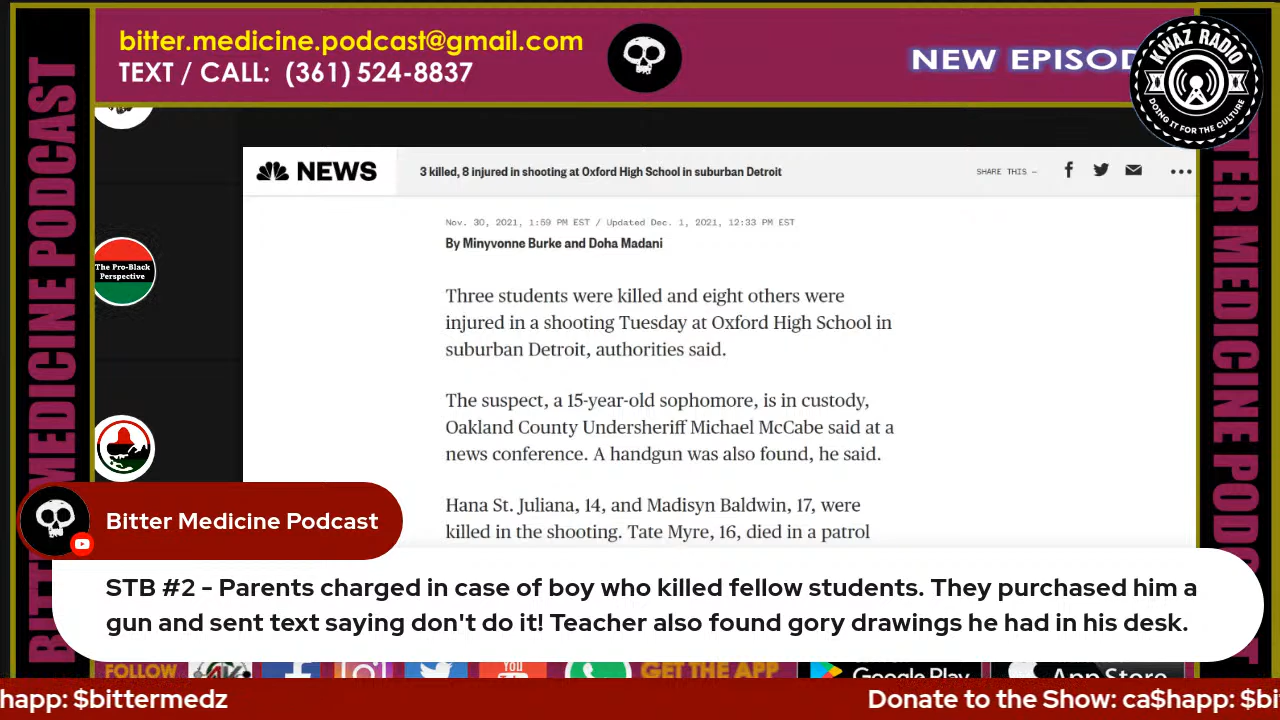 bitter.medicine.podcast@gmail.com
TEXT / CALL: (361) 524-8837
NEW EPISOD
KWAZ RADIO
DOING IT FOR THE CULTURE
BITTER MEDICINE PODCAST
NEWS
3 killed, 8 injured in shooting at Oxford High School in suburban Detroit
SHARE THIS —
Nov. 30, 2021, 1:59 PM EST / Updated Dec. 1, 2021, 12:33 PM EST
By Minyvonne Burke and Doha Madani
Three students were killed and eight others were
injured in a shooting Tuesday at Oxford High School in
suburban Detroit, authorities said.
The suspect, a 15-year-old sophomore, is in custody,
Oakland County Undersheriff Michael McCabe said at a
news conference. A handgun was also found, he said.
Hana St. Juliana, 14, and Madisyn Baldwin, 17, were
killed in the shooting. Tate Myre, 16, died in a patrol
The Pro-Black
Perspective
TER MEDICINE PODCAST
Bitter Medicine Podcast
STB #2 - Parents charged in case of boy who killed fellow students. They purchased him a
gun and sent text saying don't do it! Teacher also found gory drawings he had in his desk.
FOLLOW
You
GET THE APP
Google Play
App Store
happ: $bittermedz
Donate to the Show: ca$happ: $bi